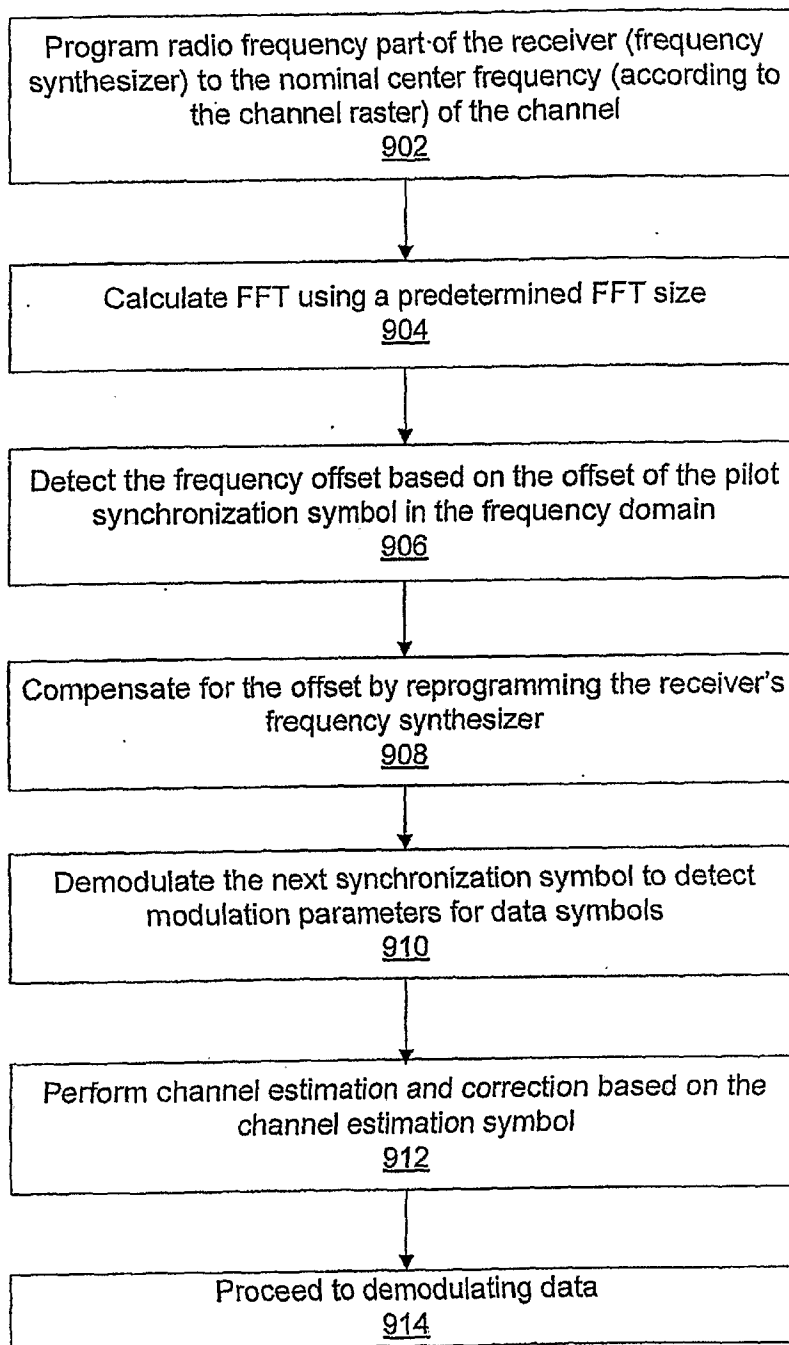 Program radio frequency part of the receiver (frequency
synthesizer) to the nominal center frequency (according to
the channel raster) of the channel
902
Calculate FFT using a predetermined FFT size
904
Detect the frequency offset based on the offset of the pilot
synchronization symbol in the frequency domain
906
Compensate for the offset by reprogramming the receiver's
frequency synthesizer
908
Demodulate the next synchronization symbol to detect
modulation parameters for data symbols
910
Perform channel estimation and correction based on the
channel estimation symbol
912
Proceed to demodulating data
914